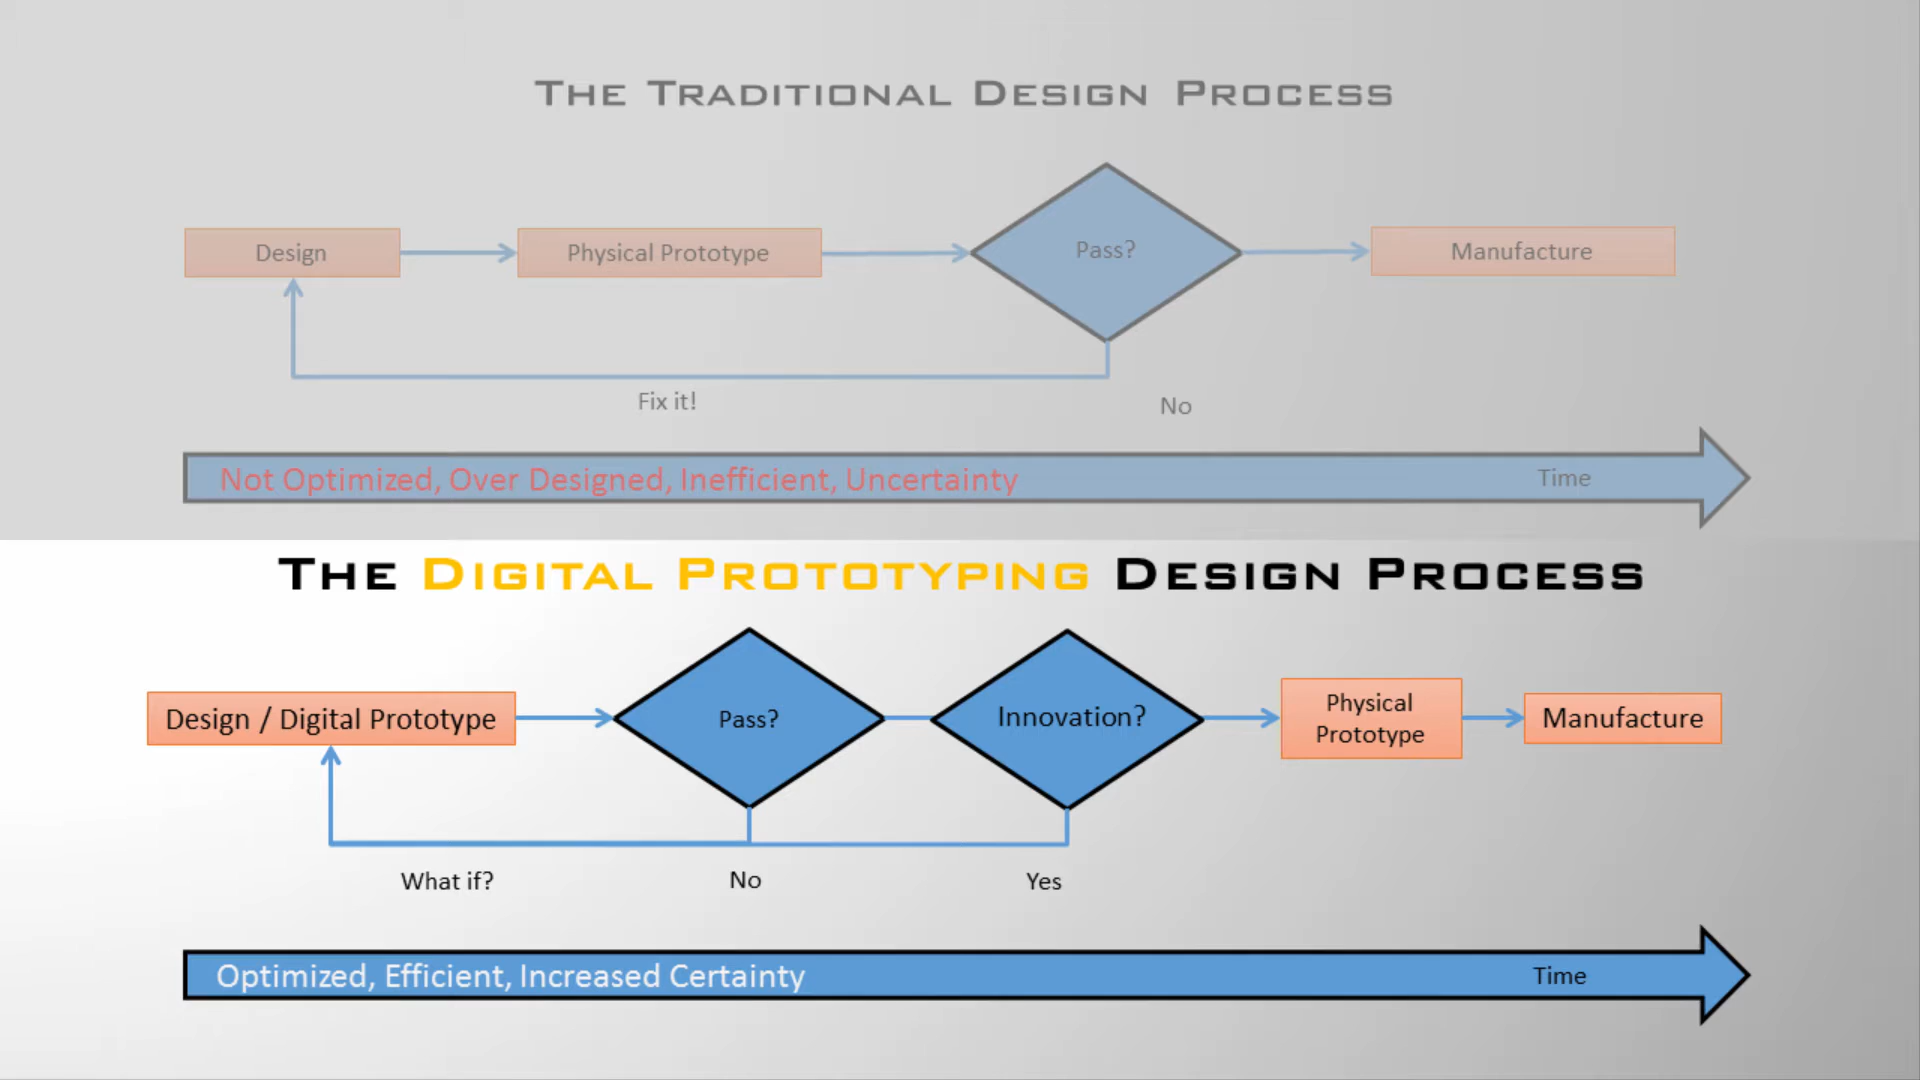 The Traditional Design Process
Design
Physical Prototype
Pass?
Manufacture
Fix it!
No
Not Optimized, Over Designed, Inefficient, Uncertainty
Time
The Digital Prototyping Design Process
Design / Digital Prototype
Pass?
Innovation?
Physical
Prototype
Manufacture
What if?
No
Yes
Optimized, Efficient, Increased Certainty
Time